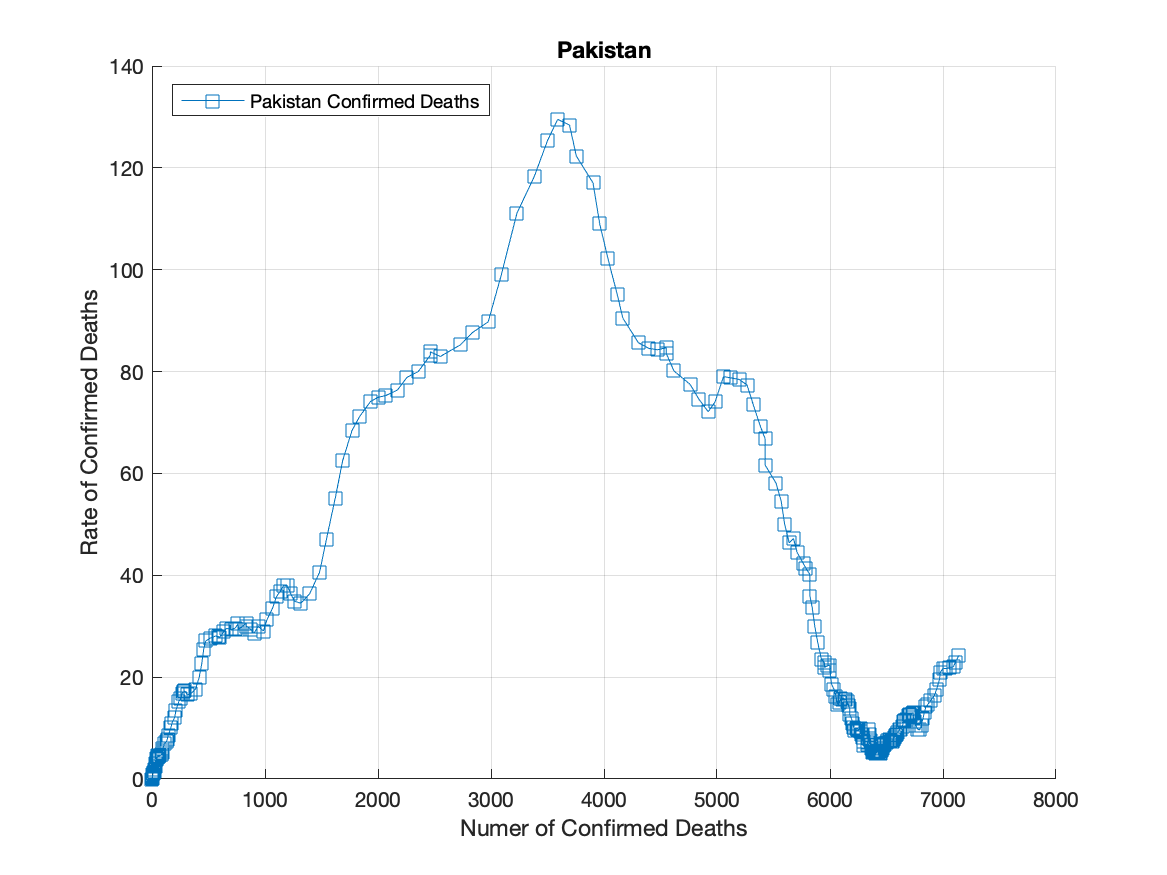 Pakistan
Pakistan Confirmed Deaths
140
120
100
80
60
40
20
0
Rate of Confirmed Deaths
0 1000 2000 3000 4000 5000 6000 7000 8000
Numer of Confirmed Deaths